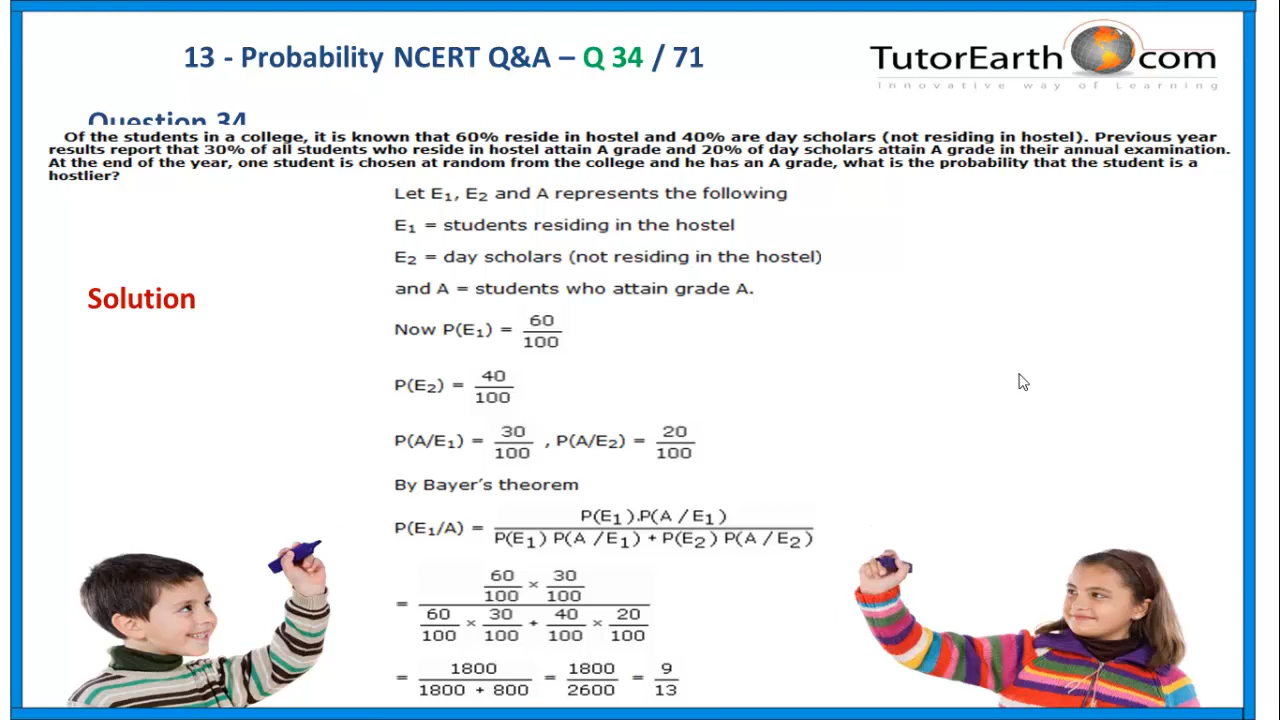 13 - Probability NCERT Q&A – Q 34 / 71
TutorEarth.com
Innovative way of Learning
Question 34
Of the students in a college, it is known that 60% reside in hostel and 40% are day scholars (not residing in hostel). Previous year
results report that 30% of all students who reside in hostel attain A grade and 20% of day scholars attain A grade in their annual examination.
At the end of the year, one student is chosen at random from the college and he has an A grade, what is the probability that the student is a
hostlier?
Let E₁, E₂ and A represents the following
E₁ = students residing in the hostel
E₂ = day scholars (not residing in the hostel)
Solution
and A = students who attain grade A.
Now P(E₁) = 60/100
P(E₂) = 40/100
P(A/E₁) = 30/100 , P(A/E₂) = 20/100
By Bayer's theorem
P(E₁/A) = P(E₁).P(A / E₁) / P(E₁) P(A / E₁) + P(E₂) P(A / E₂)
= 60/100 × 30/100 / 60/100 × 30/100 + 40/100 × 20/100
= 1800/1800 + 800 = 1800/2600 = 9/13